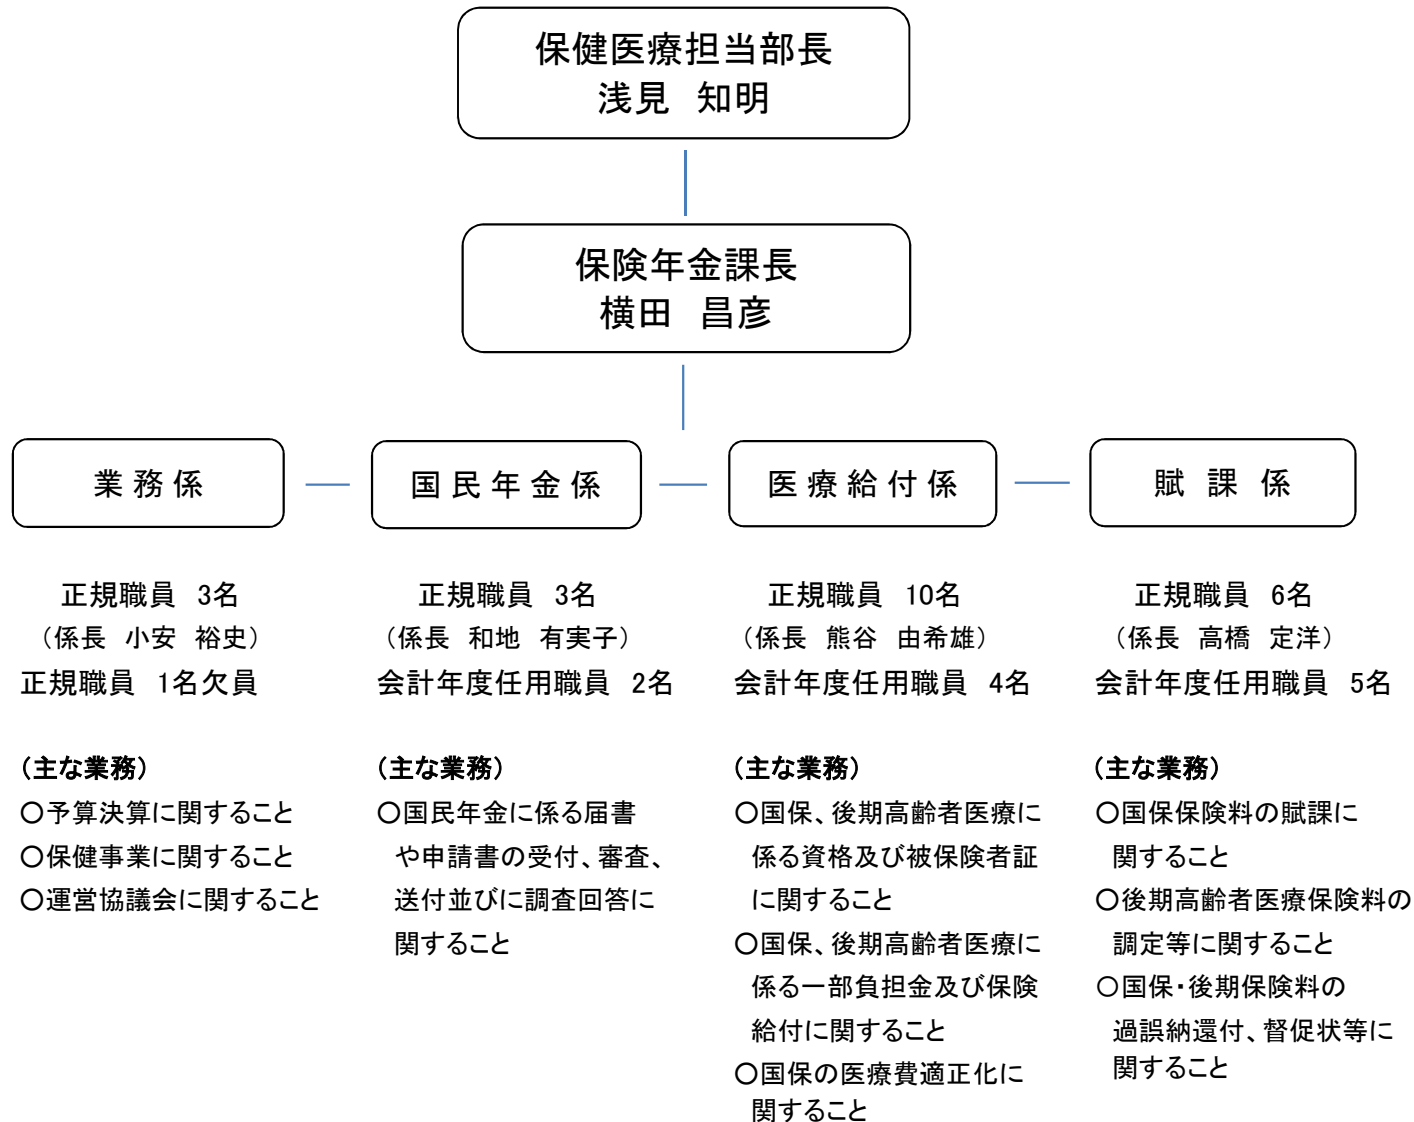 保健医療担当部長
浅見　知明
保険年金課長
横田　昌彦
業務係
国民年金係
医療給付係
賦課係
正規職員　3名
（係長　小安　裕史）
正規職員　1名欠員
（主な業務）
〇予算決算に関すること
〇保健事業に関すること
〇運営協議会に関すること
正規職員　3名
（係長　和地　有実子）
会計年度任用職員　2名
（主な業務）
〇国民年金に係る届書
や申請書の受付、審査、
送付並びに調査回答に
関すること
正規職員　10名
（係長　熊谷　由希雄）
会計年度任用職員　4名
（主な業務）
〇国保、後期高齢者医療に
係る資格及び被保険者証
に関すること
〇国保、後期高齢者医療に
係る一部負担金及び保険
給付に関すること
〇国保の医療費適正化に
関すること
正規職員　6名
（係長　高橋　定洋）
会計年度任用職員　5名
（主な業務）
〇国保保険料の賦課に
関すること
〇後期高齢者医療保険料の
調定等に関すること
〇国保・後期保険料の
過誤納還付、督促状等に
関すること